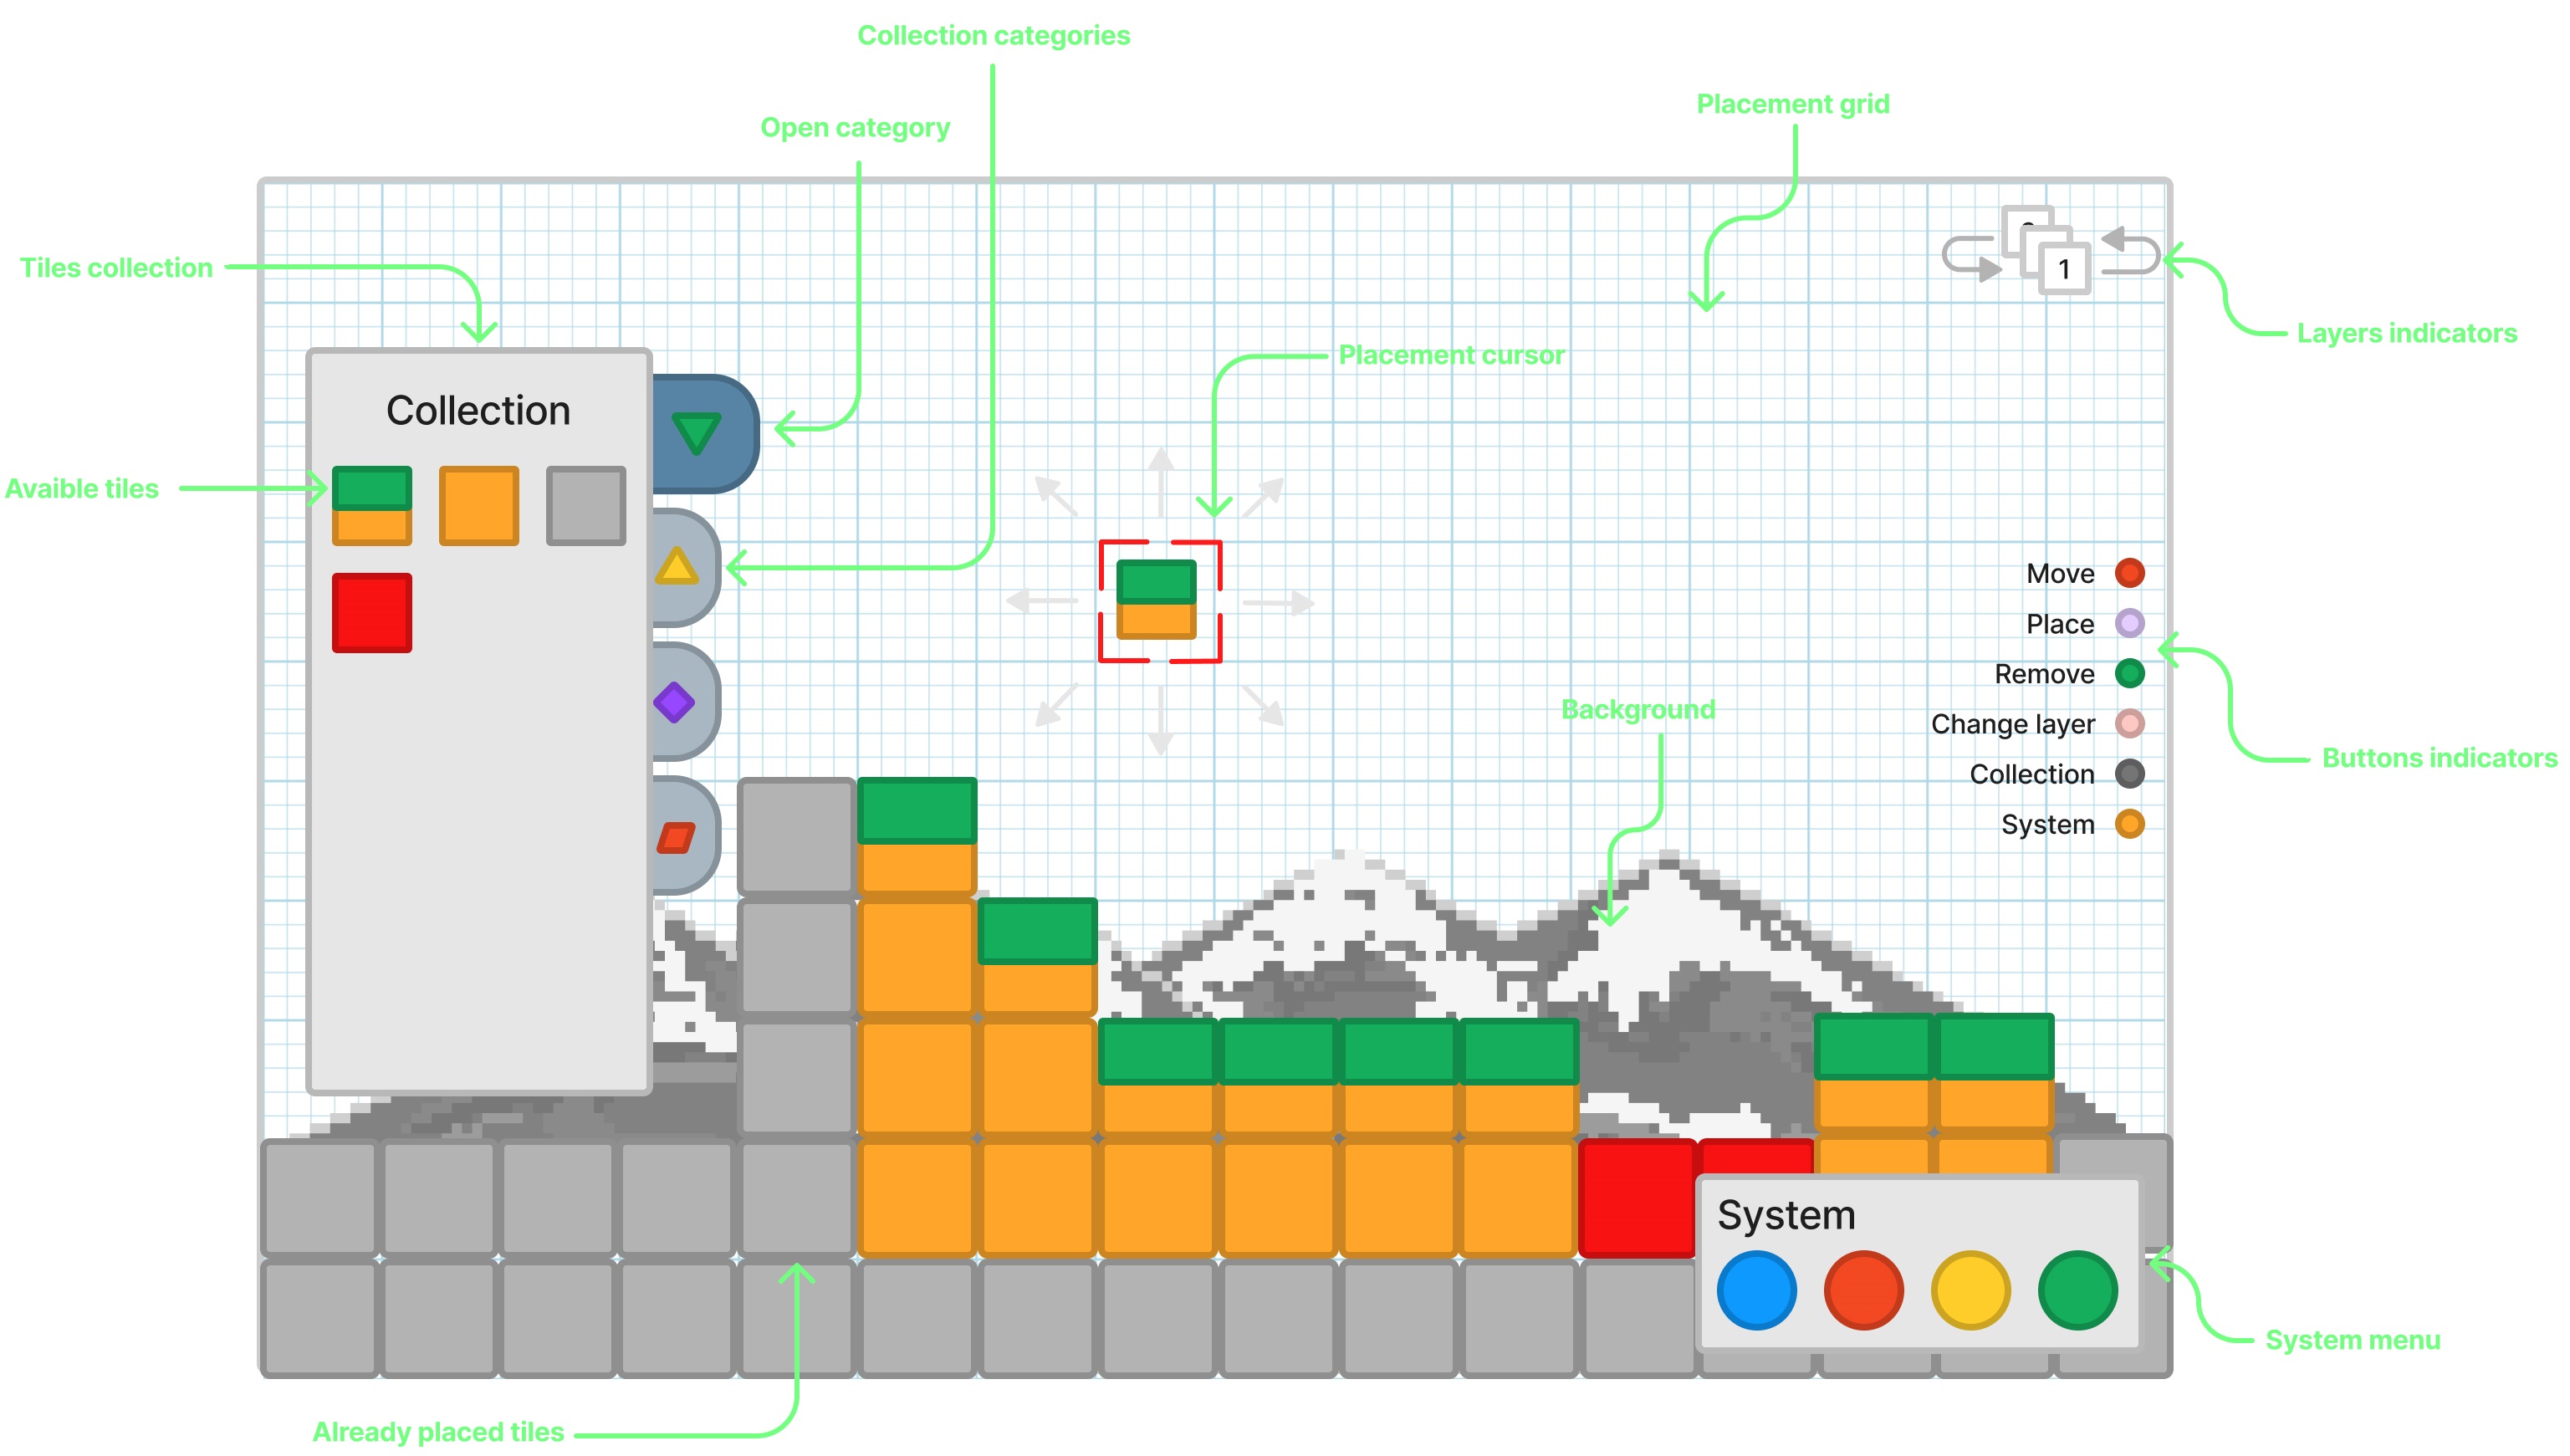 Collection categories
Placement grid
Open category
Tiles collection
1
Layers indicators
Placement cursor
Collection
Avaible tiles
Move
Place
Remove
Background
Change layer
Buttons indicators
Collection
System
System
System menu
Already placed tiles